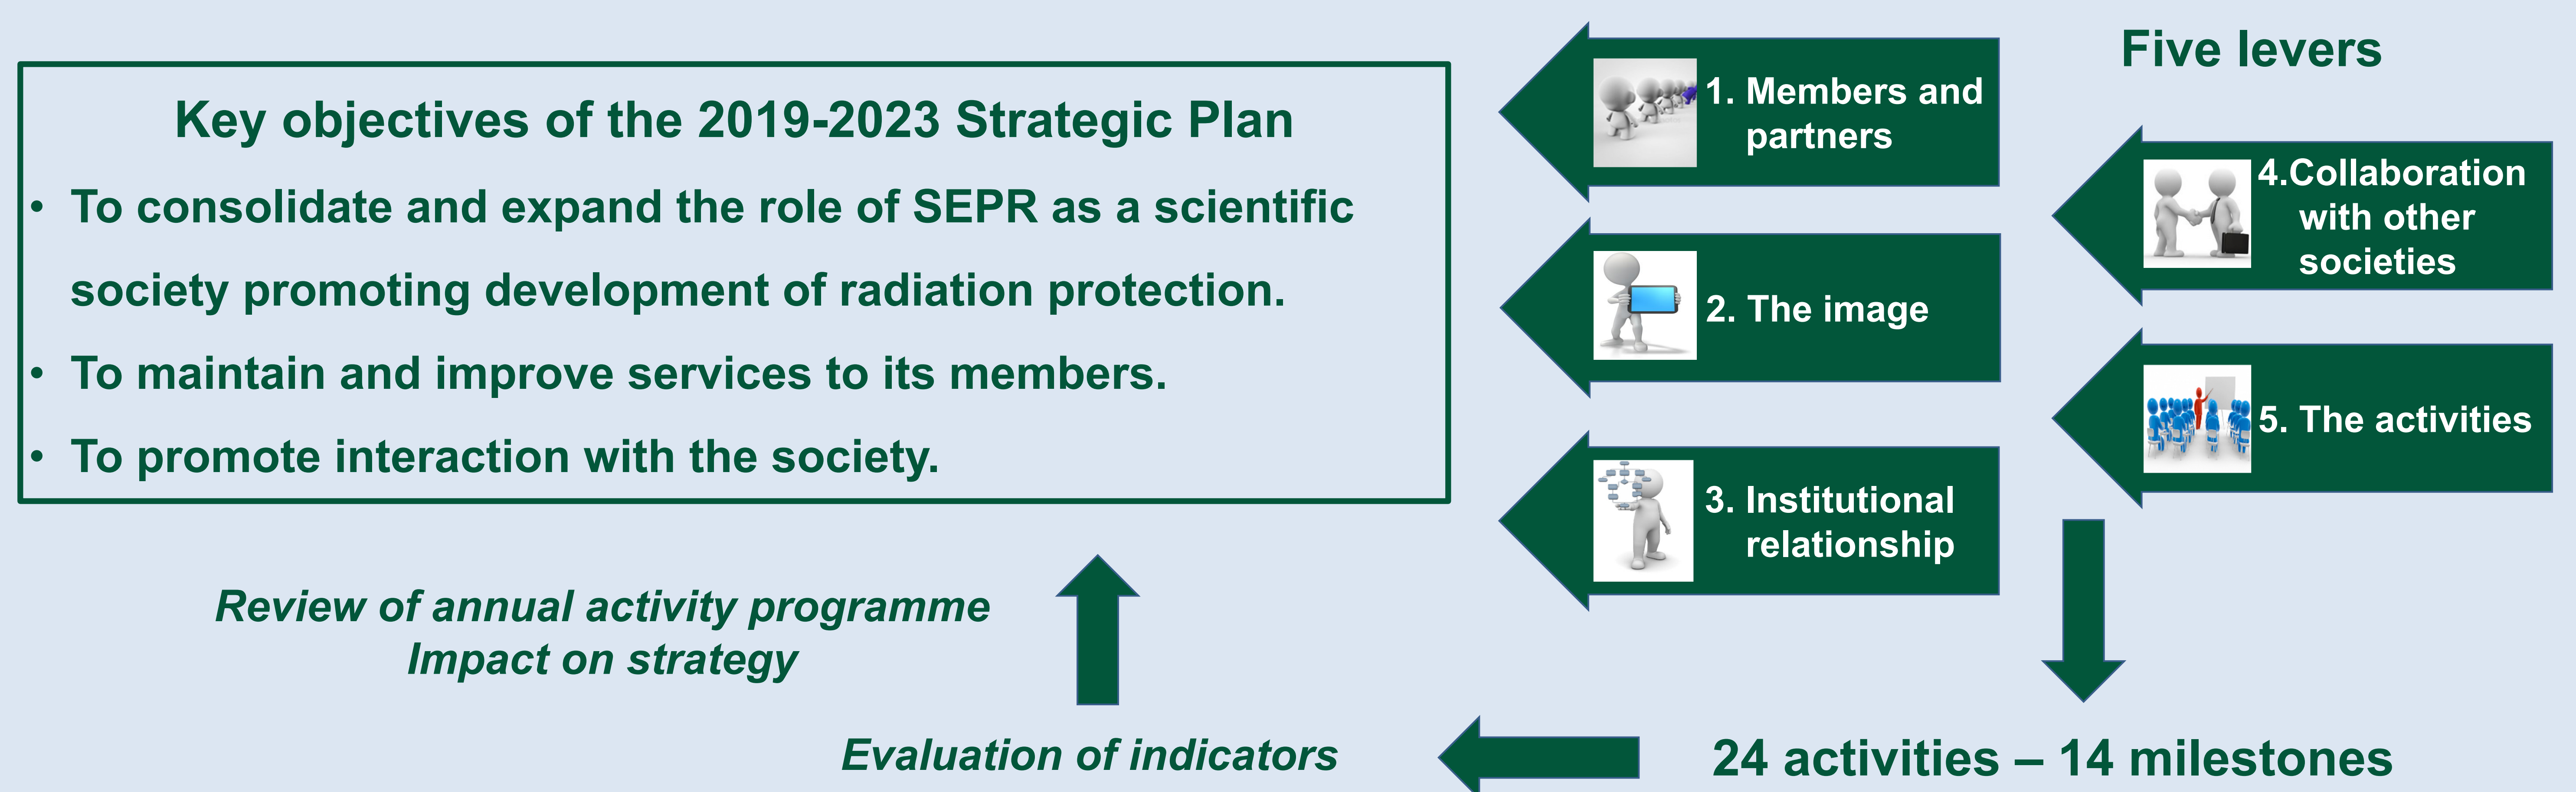 Key objectives of the 2019-2023 Strategic Plan
• To consolidate and expand the role of SEPR as a scientific
society promoting development of radiation protection.
• To maintain and improve services to its members.
• To promote interaction with the society.
Five levers
1. Members and
partners
2. The image
3. Institutional
relationship
4.Collaboration
with other
societies
5. The activities
24 activities – 14 milestones
Evaluation of indicators
Review of annual activity programme
Impact on strategy